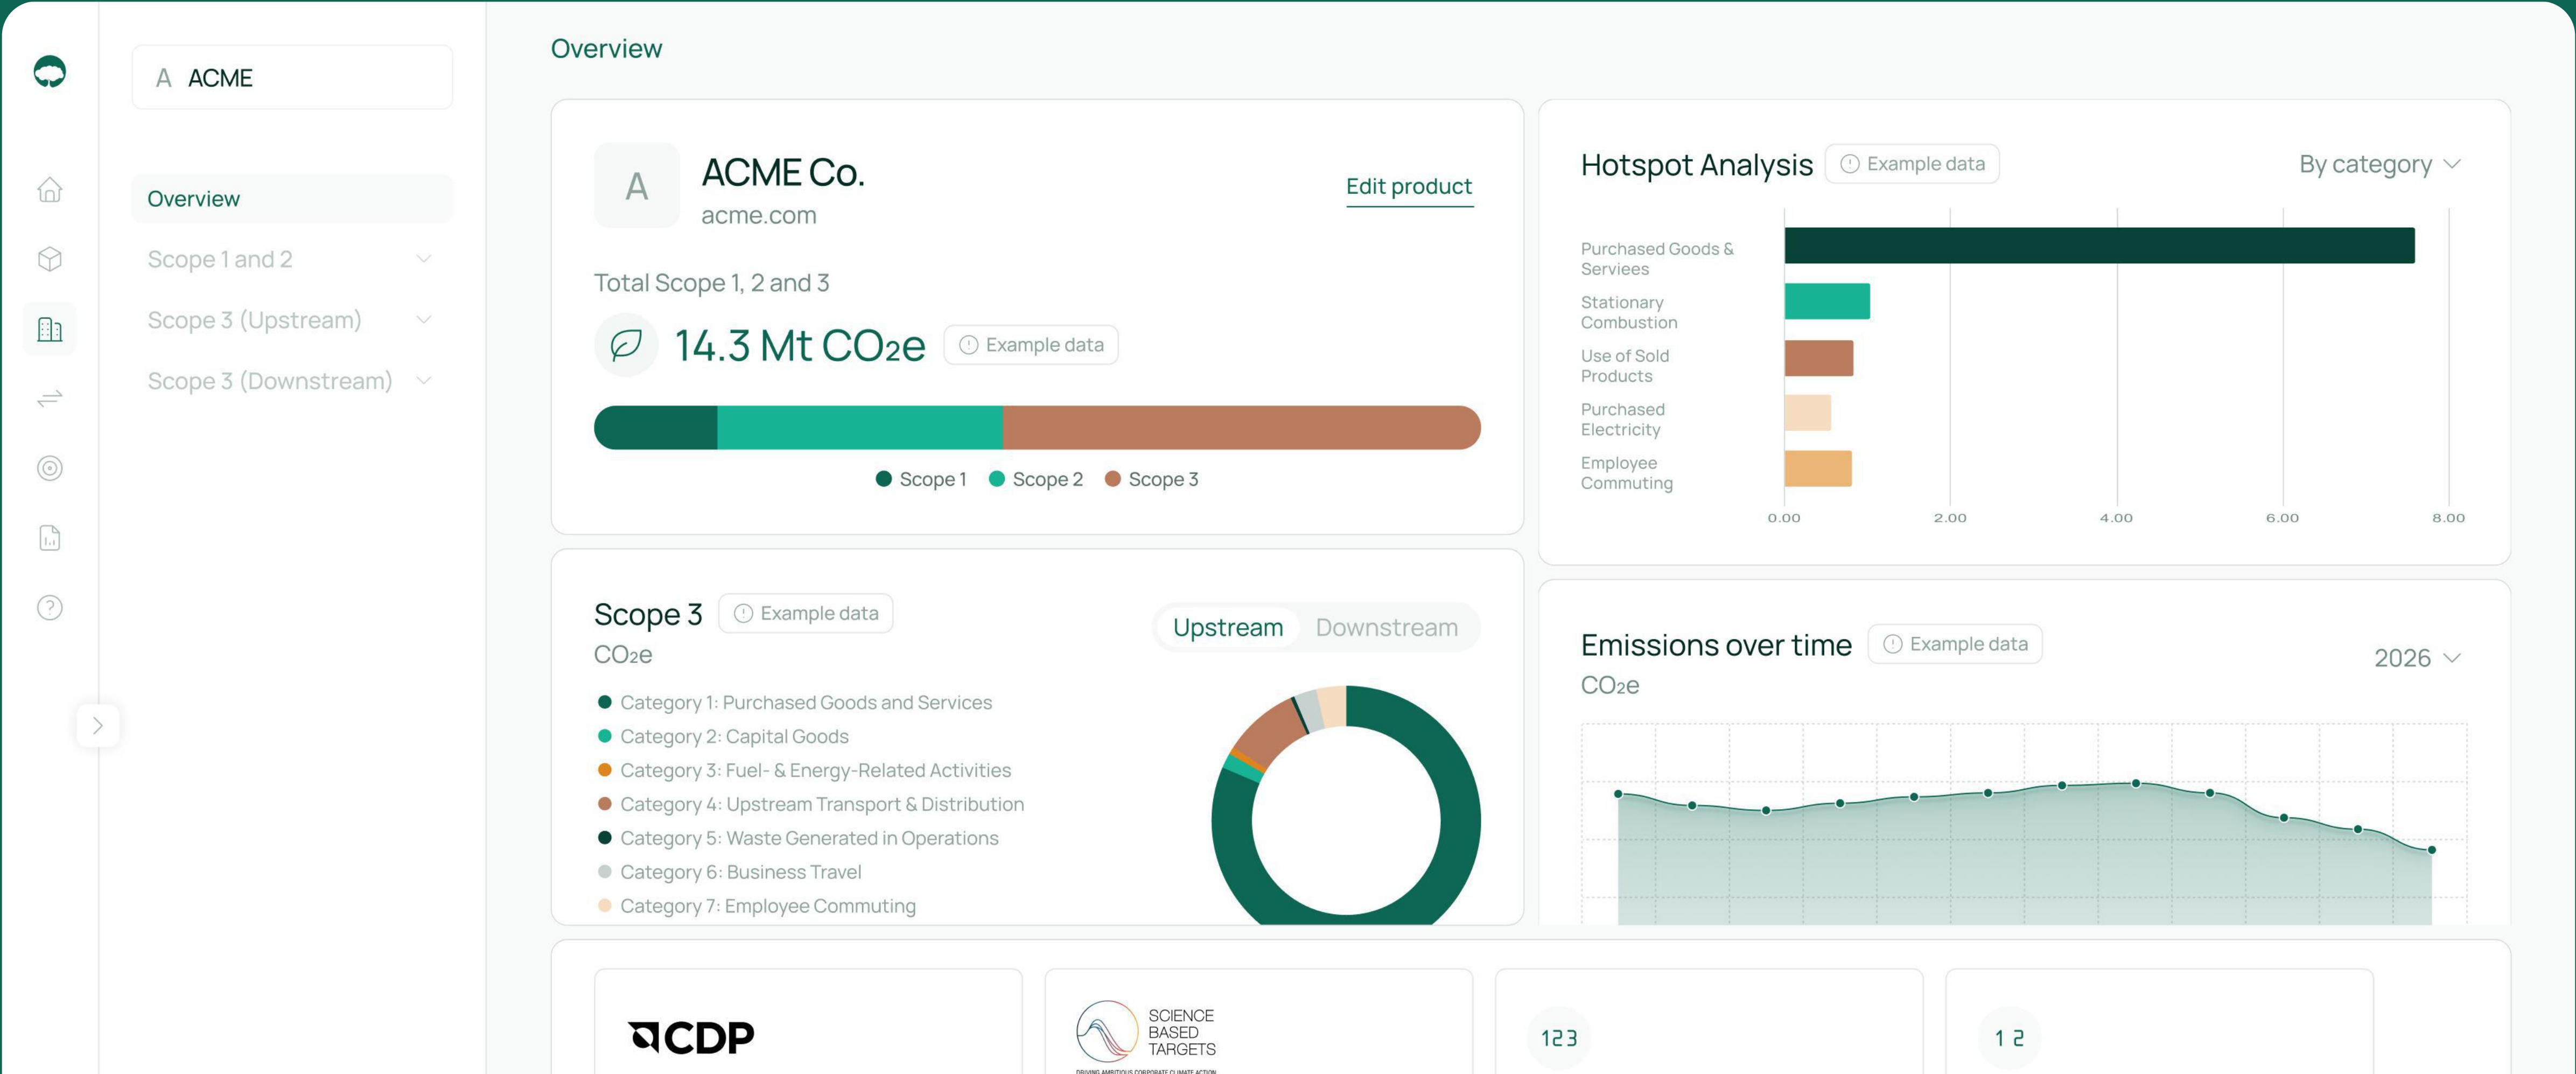 A ACME
Overview
Scope 1 and 2
Scope 3 (Upstream)
Scope 3 (Downstream)
Overview
A
ACME Co.
acme.com
Edit product
Total Scope 1, 2 and 3
14.3 Mt CO₂e
Example data
Scope 1
Scope 2
Scope 3
Hotspot Analysis
Example data
By category
Purchased Goods &
Serviees
Stationary
Combustion
Use of Sold
Products
Purchased
Electricity
Employee
Commuting
0.00 2.00 4.00 6.00 8.00
Scope 3
Example data
CO₂e
Upstream
Downstream
Category 1: Purchased Goods and Services
Category 2: Capital Goods
Category 3: Fuel- & Energy-Related Activities
Category 4: Upstream Transport & Distribution
Category 5: Waste Generated in Operations
Category 6: Business Travel
Category 7: Employee Commuting
Emissions over time
Example data
CO₂e
2026
CDP
SCIENCE
BASED
TARGETS
DRIVING AMBITIOUS CORPORATE CLIMATE ACTION
123
1 2